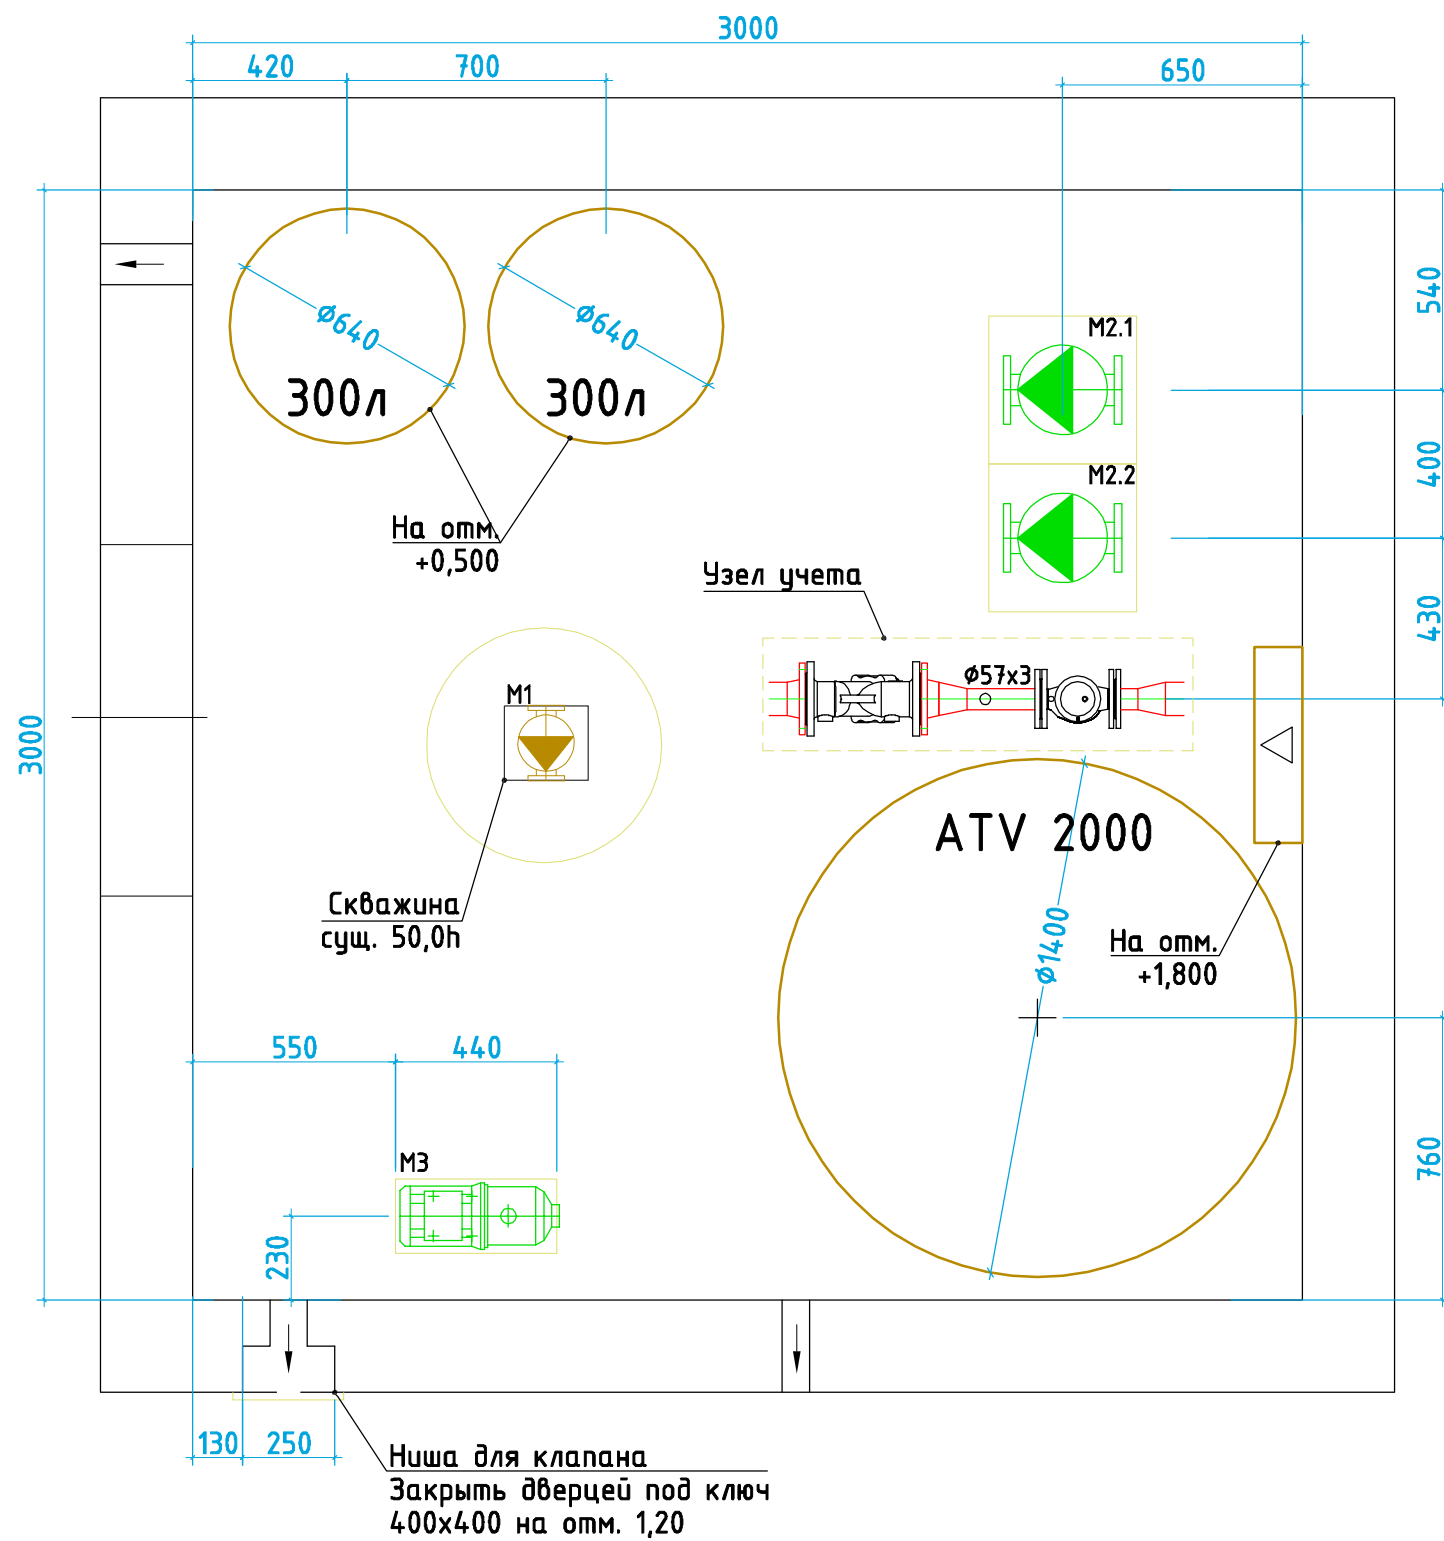 3000
420
700
650
540
Ø640
Ø640
М2.1
300л
300л
400
М2.2
На отм.
+0,500
Узел учета
430
Ø57х3
М1
3000
ATV 2000
Скважина
сущ. 50,0h
Ø1400
На отм.
+1,800
550
440
760
М3
230
130
250
Ниша для клапана
Закрыть дверцей под ключ
400х400 на отм. 1,20